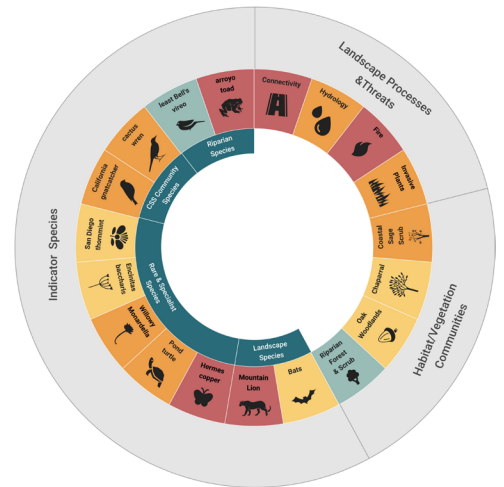 Landscape Processes
&Threats
Connectivity
Hydrology
Fire
Invasive
Plants
Habitat/Vegetation
Communities
Coastal
Sage
Scrub
Chaparral
Oak
Woodlands
Riparian
Forest
& Scrub
Indicator Species
Landscape
Species
Bats
Mountain
Lion
Rare & Specialist
Species
Hermes
copper
Pond
turtle
Willowy
Monardella
Encinitas
baccharis
San Diego
thornmint
CSS Community
Species
California
gnatcatcher
cactus
wren
Riparian
Species
least Bell's
vireo
arroyo
toad